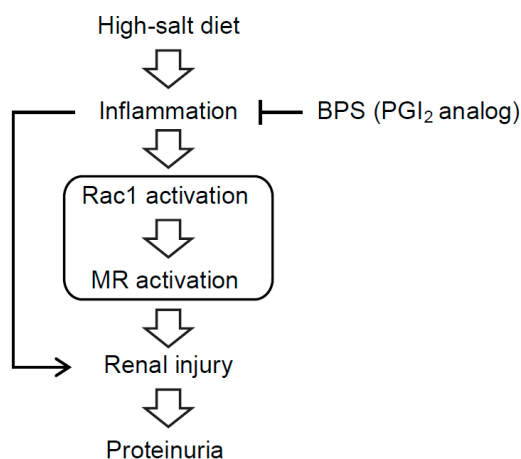 High-salt diet
Inflammation
BPS (PGI₂ analog)
Rac1 activation
MR activation
Renal injury
Proteinuria